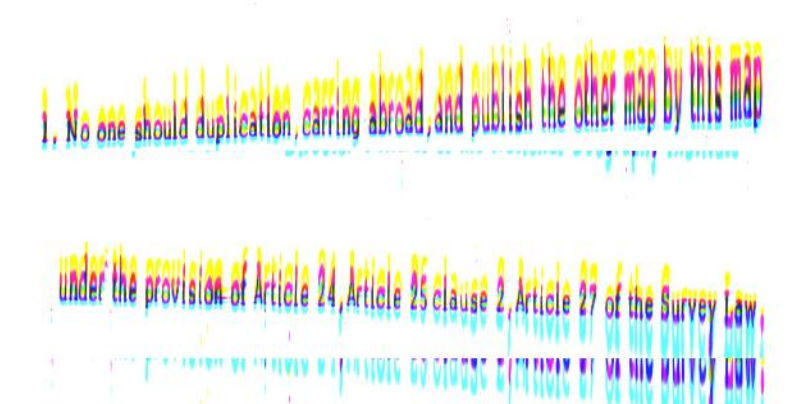 1. No one should duplication, carring abroad, and publish the other map by this map
under the provision of Article 24, Article 25 clause 2, Article 27 of the Survey Law.